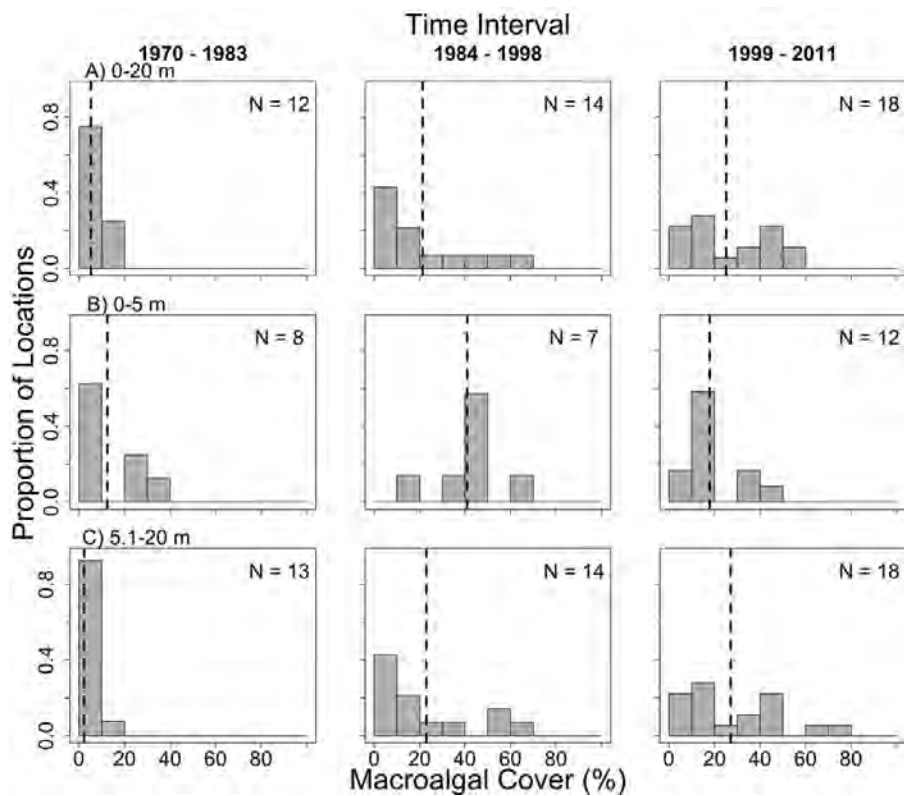 Time Interval
1970 - 1983 1984 - 1998 1999 - 2011
A) 0-20 m
N = 12 N = 14 N = 18
0.0 0.4 0.8
B) 0-5 m
N = 8 N = 7 N = 12
0.0 0.4 0.8
C) 5.1-20 m
N = 13 N = 14 N = 18
0.0 0.4 0.8
Proportion of Locations
0 20 40 60 80 0 20 40 60 80 0 20 40 60 80
Macroalgal Cover (%)